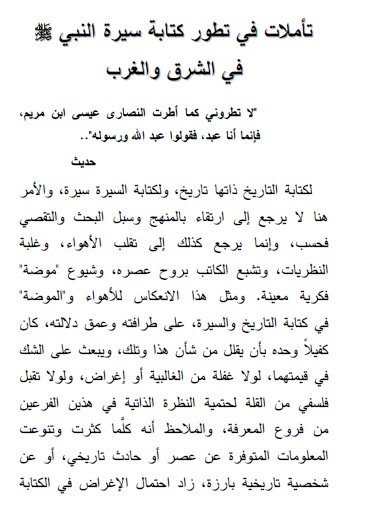 تأملات في تطور كتابة سيرة النبي ﷺ
في الشرق والغرب
"لا تطروني كما أطرت النصارى عيسى ابن مريم،
فإنما أنا عبد، فقولوا عبد الله ورسوله"..
حديث
لكتابة التاريخ ذاتها تاريخ، ولكتابة السيرة سيرة، والأمر
هنا لا يرجع إلى ارتقاء بالمنهج وسبل البحث والتقصي
فحسب، وإنما يرجع كذلك إلى تقلب الأهواء، وغلبة
النظريات، وتشبع الكاتب بروح عصره، وشيوع "موضة"
فكرية معينة. ومثل هذا الانعكاس للأهواء و"الموضة"
في كتابة التاريخ والسيرة، على طرافته وعمق دلالته، كان
كفيلاً وحده بأن يقلل من شأن هذا وتلك، ويبعث على الشك
في قيمتهما، لولا غفلة من الغالبية أو إغراض، ولولا تقبل
فلسفي من القلة لحتمية النظرة الذاتية في هذين الفرعين
من فروع المعرفة، والملاحظ أنه كلَّما كثرت وتنوعت
المعلومات المتوفرة عن عصر أو حادث تاريخي، أو عن
شخصية تاريخية بارزة، زاد احتمال الإغراض في الكتابة